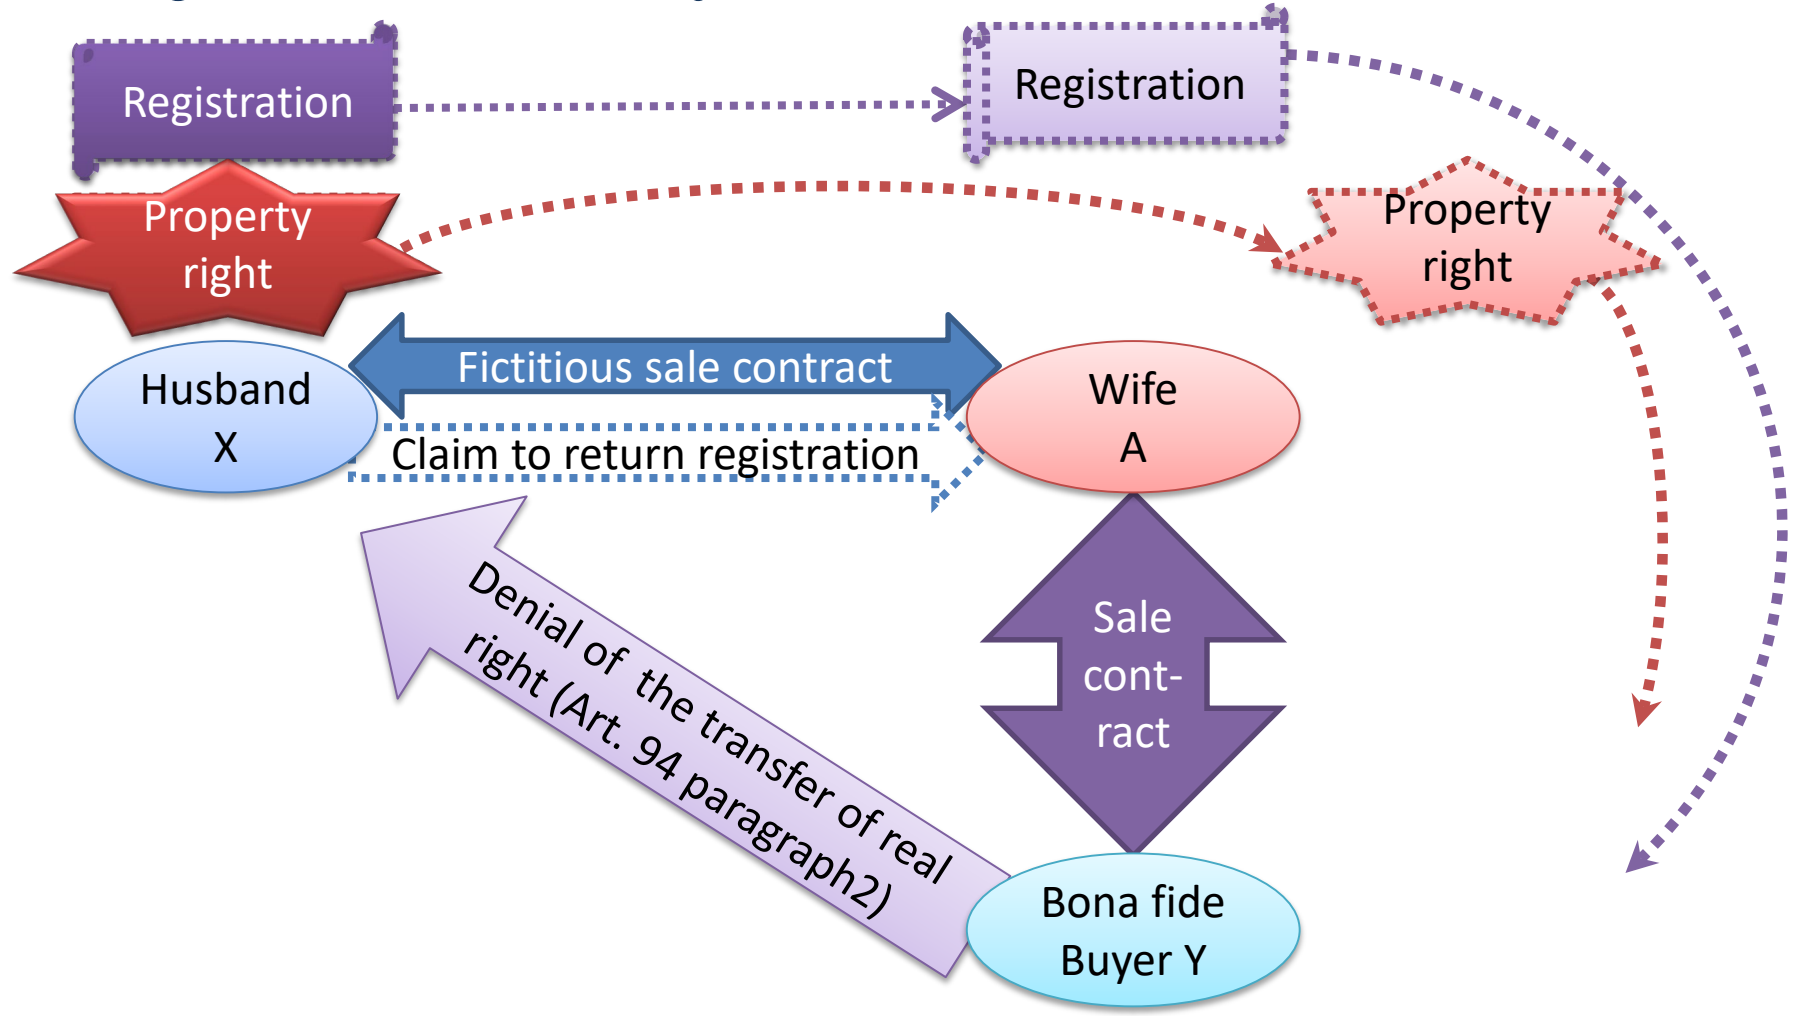 Registration
Registration
Property
right
Property
right
Fictitious sale contract
Husband
X
Wife
A
Claim to return registration
Denial of the transfer of real
right (Art. 94 paragraph2)
Sale
cont-
ract
Bona fide
Buyer Y